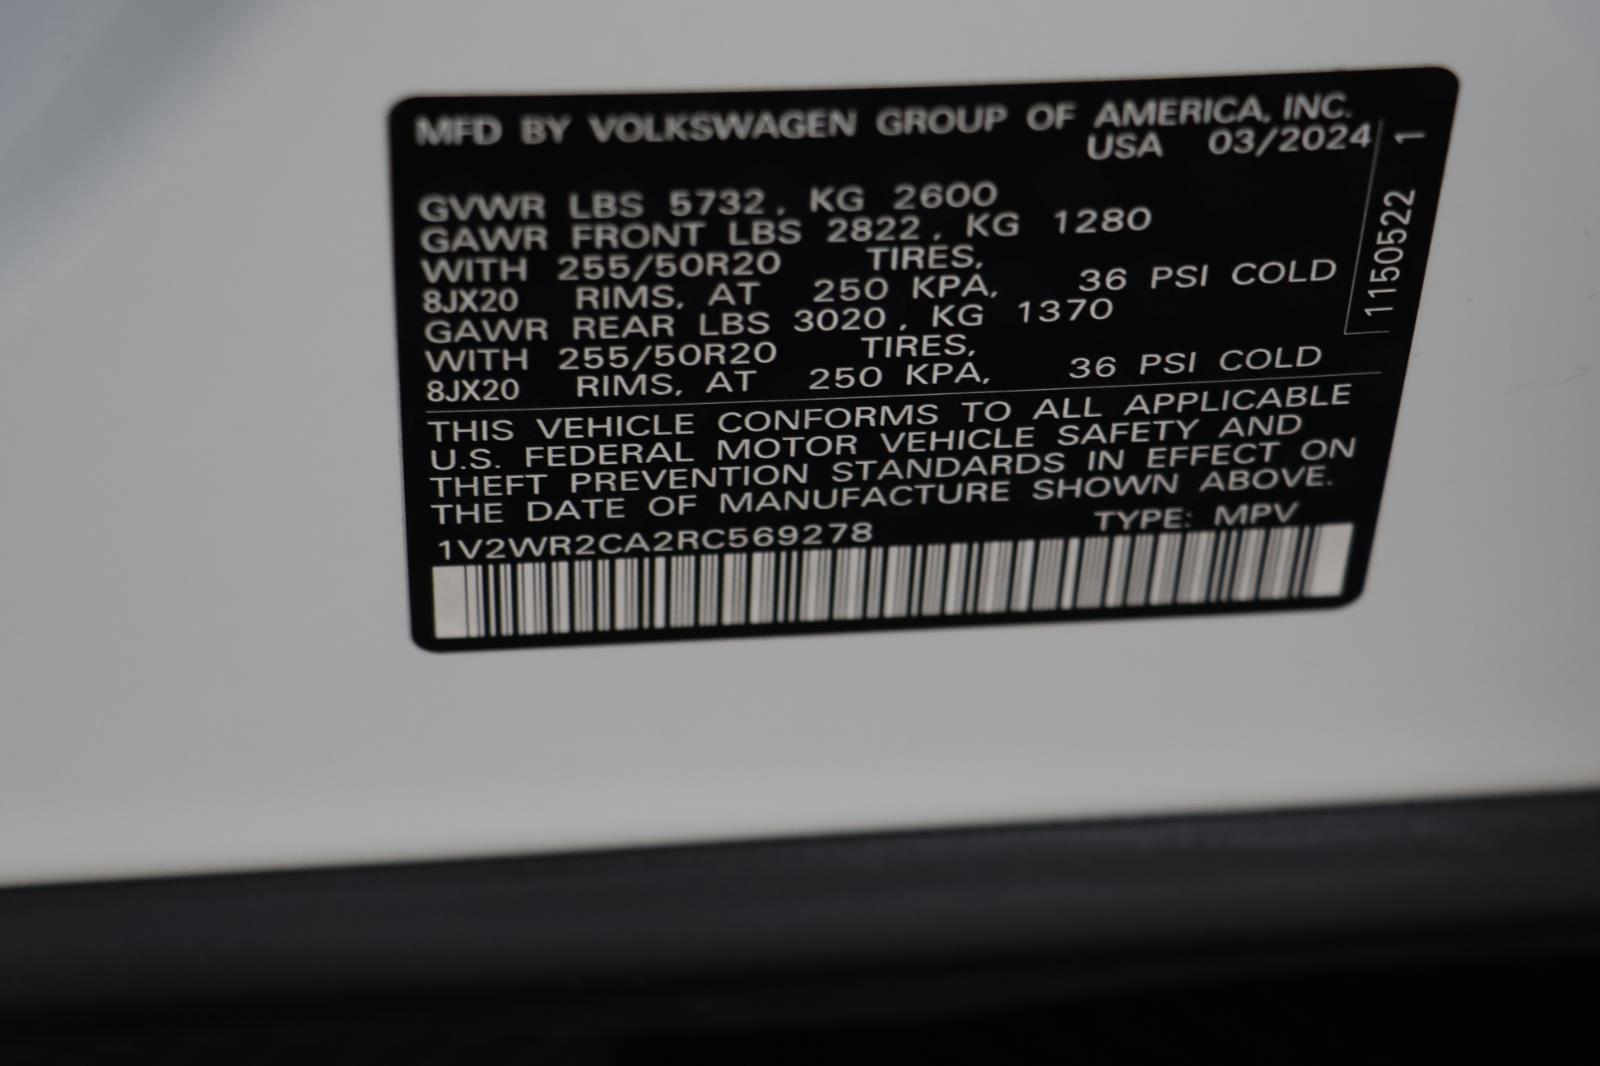 MFD BY VOLKSWAGEN GROUP OF AMERICA, INC.
USA 03/2024
GVWR LBS 5732, KG 2600
GAWR FRONT LBS 2822, KG 1280
WITH 255/50R20 TIRES,
8JX20 RIMS, AT 250 KPA, 36 PSI COLD
GAWR REAR LBS 3020, KG 1370
WITH 255/50R20 TIRES,
8JX20 RIMS, AT 250 KPA, 36 PSI COLD
THIS VEHICLE CONFORMS TO ALL APPLICABLE
U.S. FEDERAL MOTOR VEHICLE SAFETY AND
THEFT PREVENTION STANDARDS IN EFFECT ON
THE DATE OF MANUFACTURE SHOWN ABOVE.
1V2WR2CA2RC569278 TYPE: MPV
1150522 1